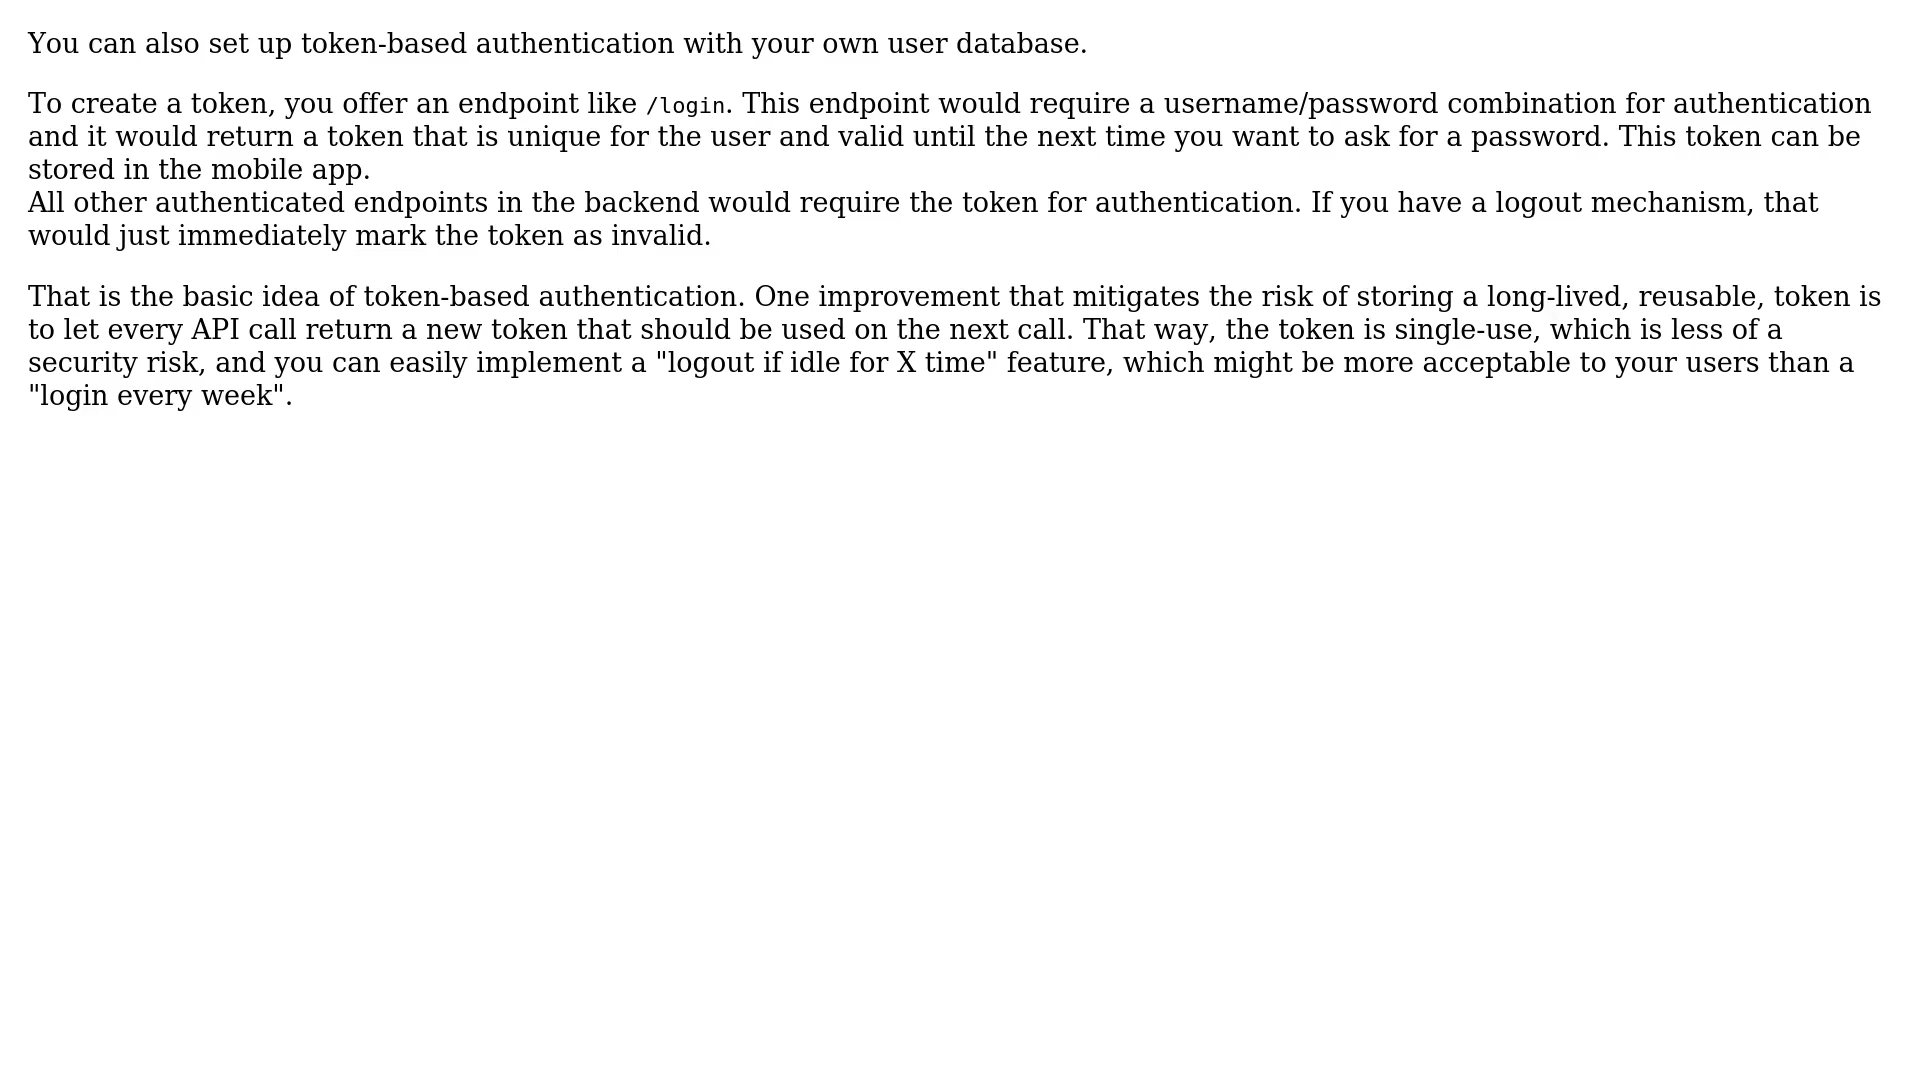 You can also set up token-based authentication with your own user database.
To create a token, you offer an endpoint like /login. This endpoint would require a username/password combination for authentication
and it would return a token that is unique for the user and valid until the next time you want to ask for a password. This token can be
stored in the mobile app.
All other authenticated endpoints in the backend would require the token for authentication. If you have a logout mechanism, that
would just immediately mark the token as invalid.
That is the basic idea of token-based authentication. One improvement that mitigates the risk of storing a long-lived, reusable, token is
to let every API call return a new token that should be used on the next call. That way, the token is single-use, which is less of a
security risk, and you can easily implement a "logout if idle for X time" feature, which might be more acceptable to your users than a
"login every week".